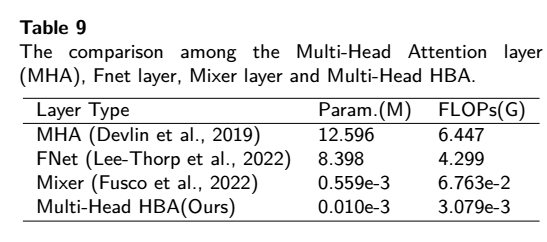 Table 9
The comparison among the Multi-Head Attention layer
(MHA), Fnet layer, Mixer layer and Multi-Head HBA.
Layer Type Param.(M) FLOPs(G)
MHA (Devlin et al., 2019) 12.596 6.447
FNet (Lee-Thorp et al., 2022) 8.398 4.299
Mixer (Fusco et al., 2022) 0.559e-3 6.763e-2
Multi-Head HBA(Ours) 0.010e-3 3.079e-3